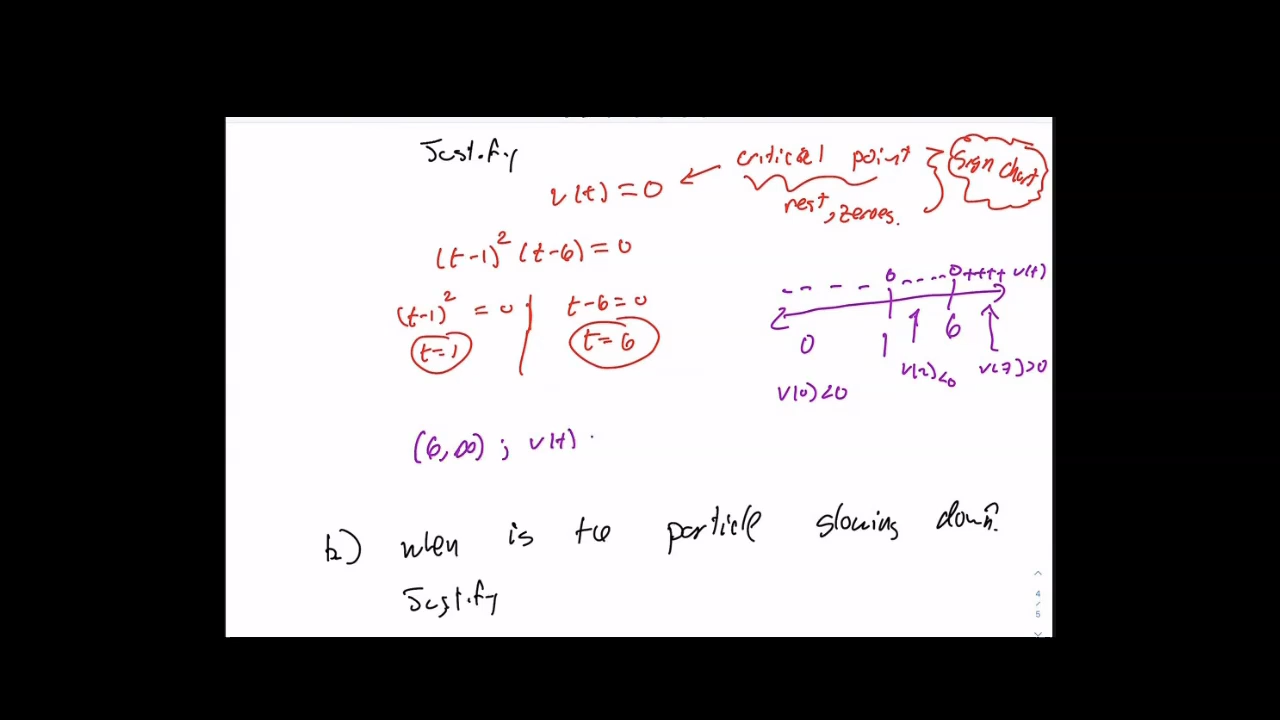 Justify
critical point
sign chart
v(t) = 0
rest, zeroes.
(t-1)² (t-6) = 0
- - - - 0 - - - - 0 ++++ v(t)
(t-1)² = 0 | t-6 = 0
t=1 t=6
0 1 6
v(2)<0 v(7)>0
v(0)<0
(6,∞) ; v(t)
b) when is the particle slowing down?
Justify
4
/
5